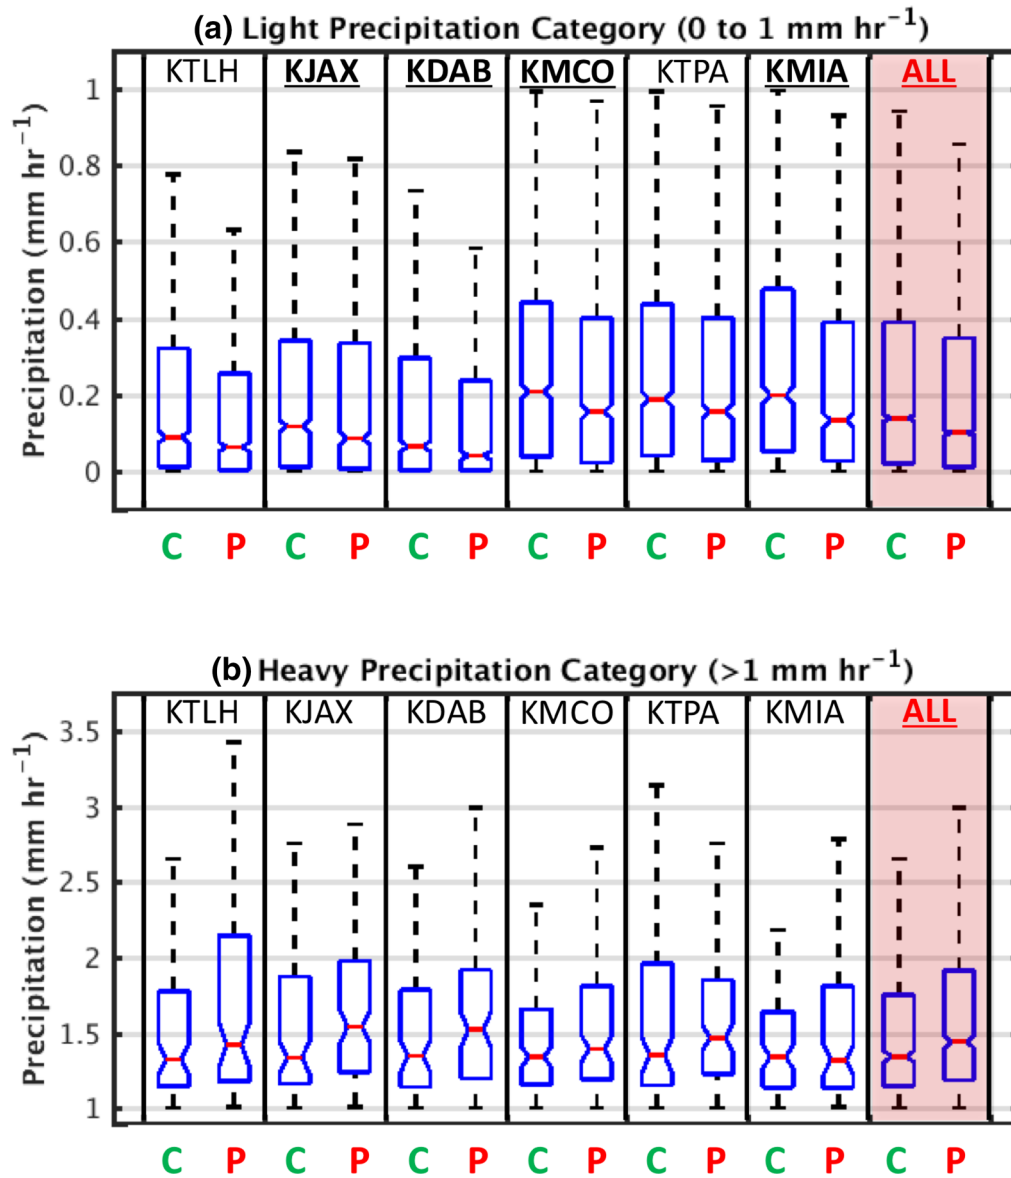 (a) Light Precipitation Category (0 to 1 mm hr⁻¹)
KTLH KJAX KDAB KMCO KTPA KMIA ALL
Precipitation (mm hr⁻¹)
1
0.8
0.6
0.4
0.2
0
C P C P C P C P C P C P C P
(b) Heavy Precipitation Category (>1 mm hr⁻¹)
KTLH KJAX KDAB KMCO KTPA KMIA ALL
Precipitation (mm hr⁻¹)
3.5
3
2.5
2
1.5
1
C P C P C P C P C P C P C P